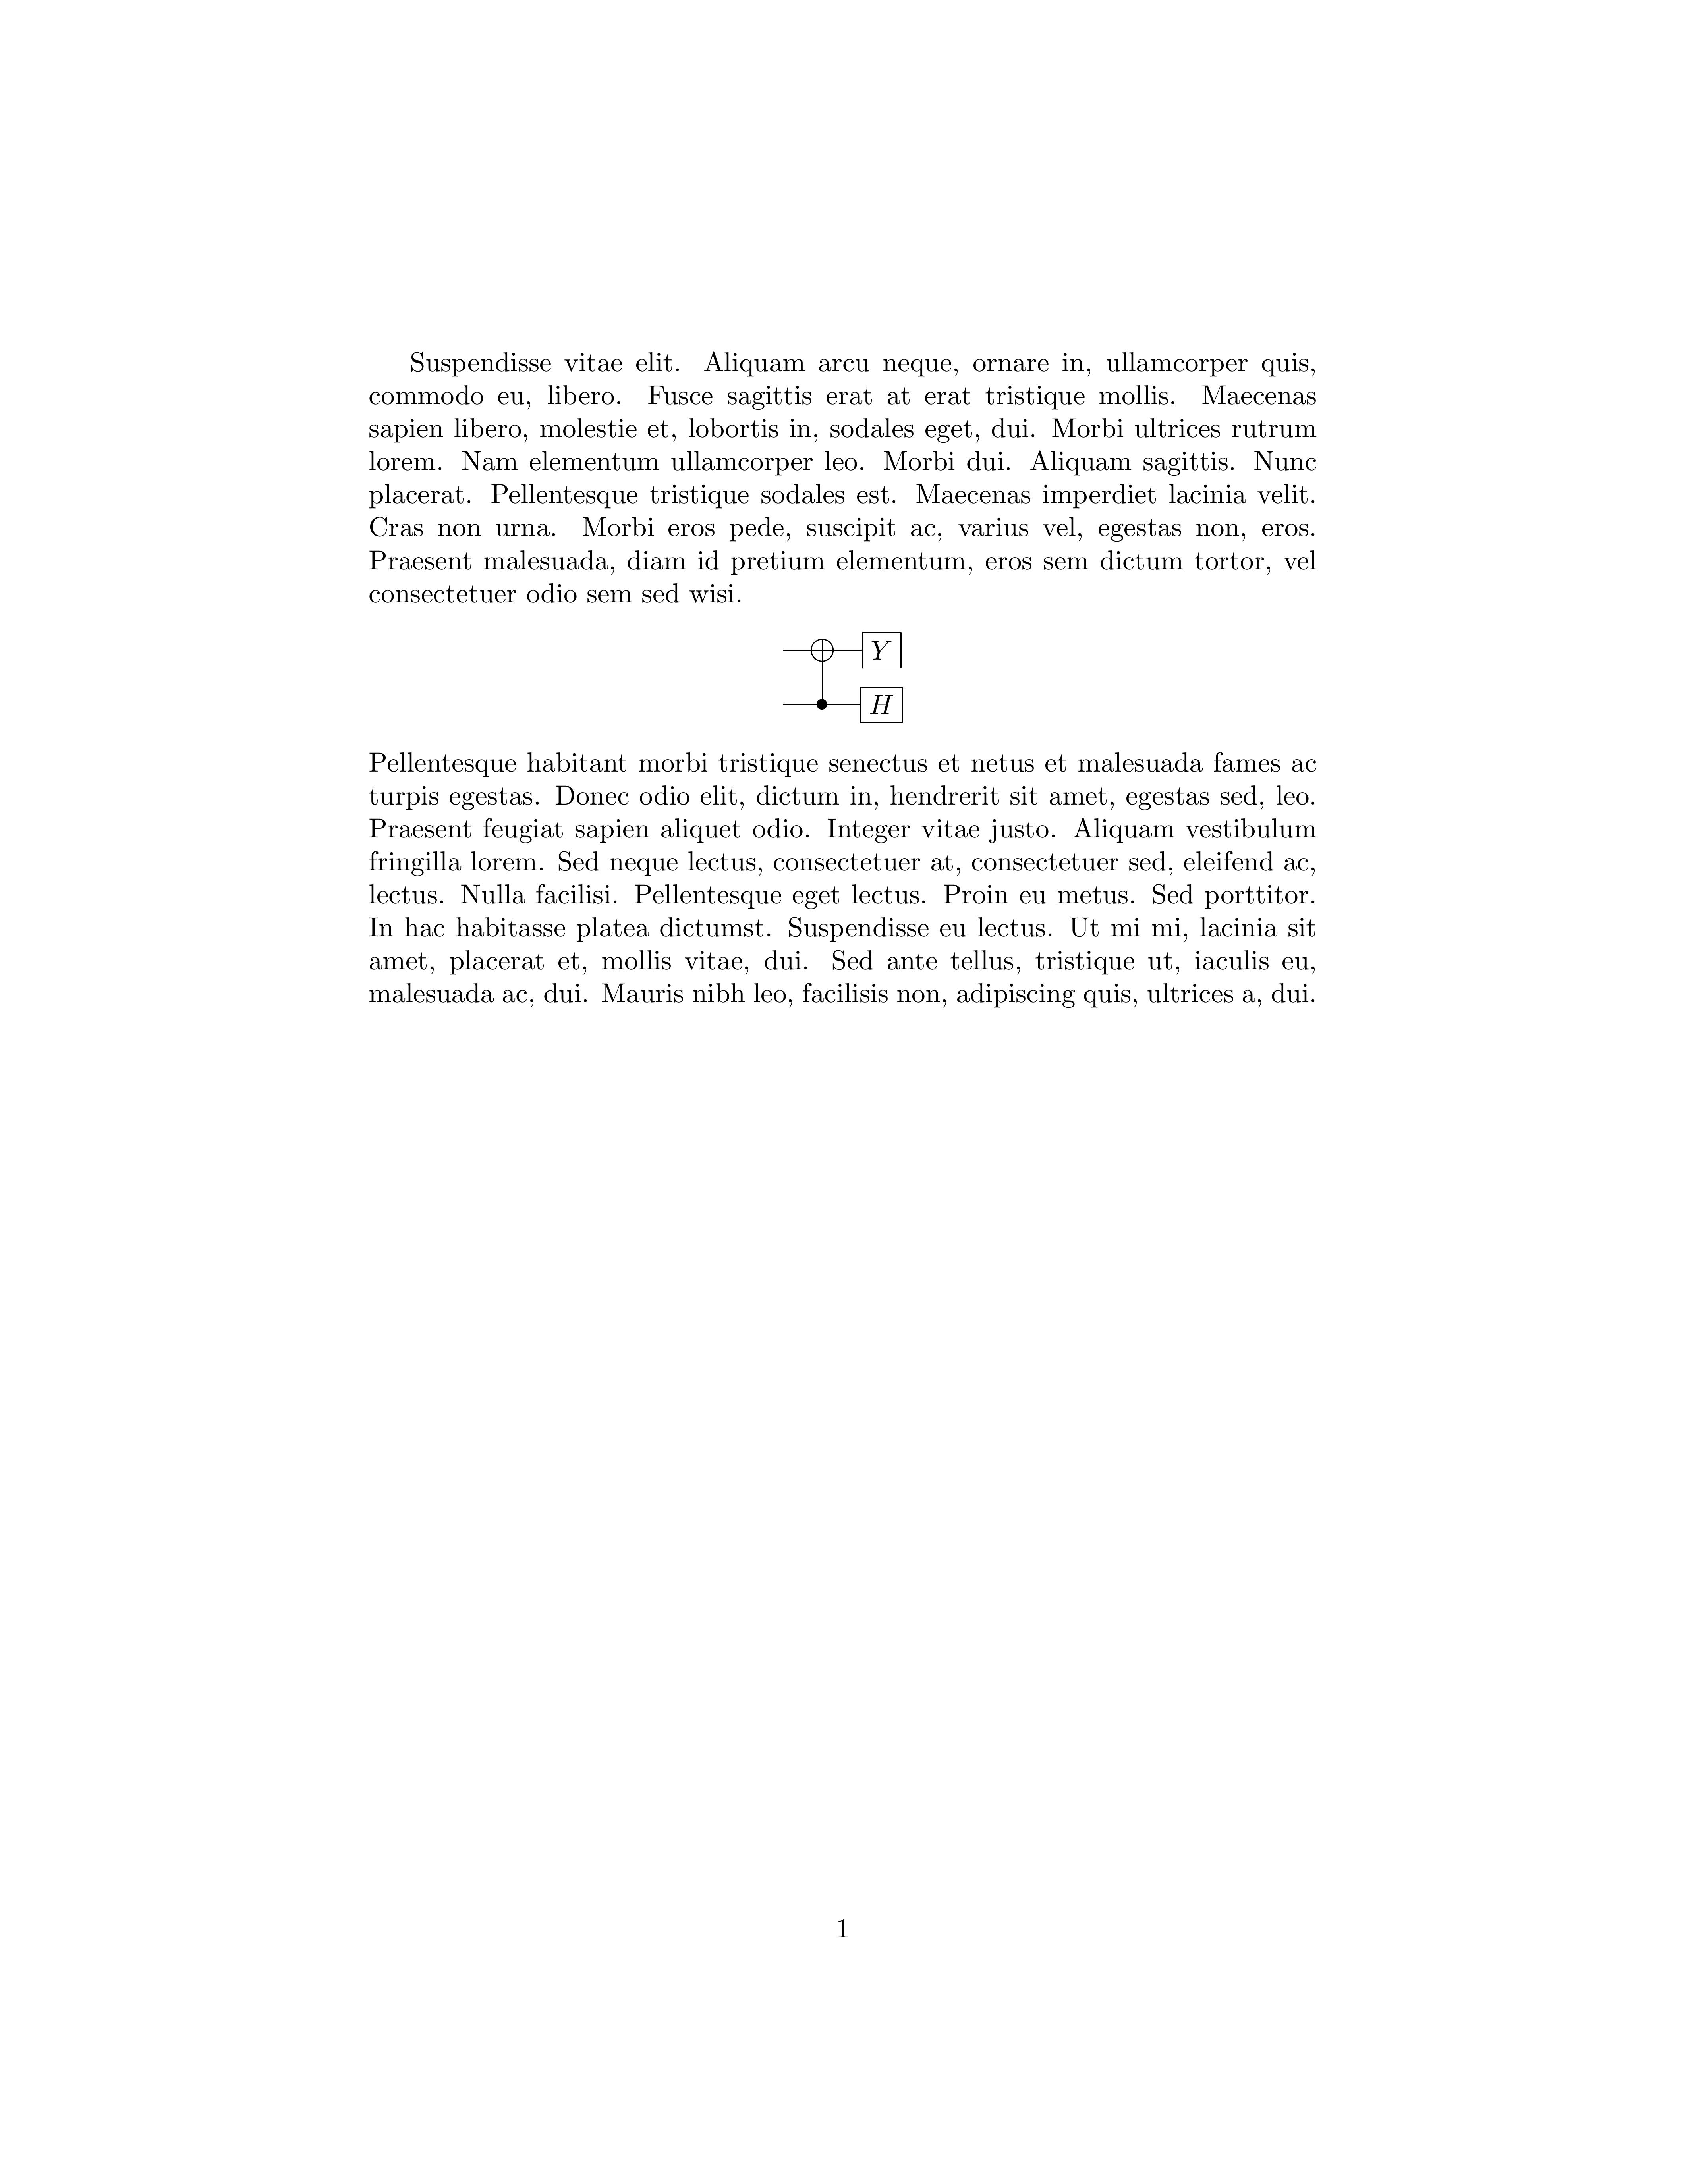 Suspendisse vitae elit. Aliquam arcu neque, ornare in, ullamcorper quis,
commodo eu, libero. Fusce sagittis erat at erat tristique mollis. Maecenas
sapien libero, molestie et, lobortis in, sodales eget, dui. Morbi ultrices rutrum
lorem. Nam elementum ullamcorper leo. Morbi dui. Aliquam sagittis. Nunc
placerat. Pellentesque tristique sodales est. Maecenas imperdiet lacinia velit.
Cras non urna. Morbi eros pede, suscipit ac, varius vel, egestas non, eros.
Praesent malesuada, diam id pretium elementum, eros sem dictum tortor, vel
consectetuer odio sem sed wisi.
Y
H
Pellentesque habitant morbi tristique senectus et netus et malesuada fames ac
turpis egestas. Donec odio elit, dictum in, hendrerit sit amet, egestas sed, leo.
Praesent feugiat sapien aliquet odio. Integer vitae justo. Aliquam vestibulum
fringilla lorem. Sed neque lectus, consectetuer at, consectetuer sed, eleifend ac,
lectus. Nulla facilisi. Pellentesque eget lectus. Proin eu metus. Sed porttitor.
In hac habitasse platea dictumst. Suspendisse eu lectus. Ut mi mi, lacinia sit
amet, placerat et, mollis vitae, dui. Sed ante tellus, tristique ut, iaculis eu,
malesuada ac, dui. Mauris nibh leo, facilisis non, adipiscing quis, ultrices a, dui.
1